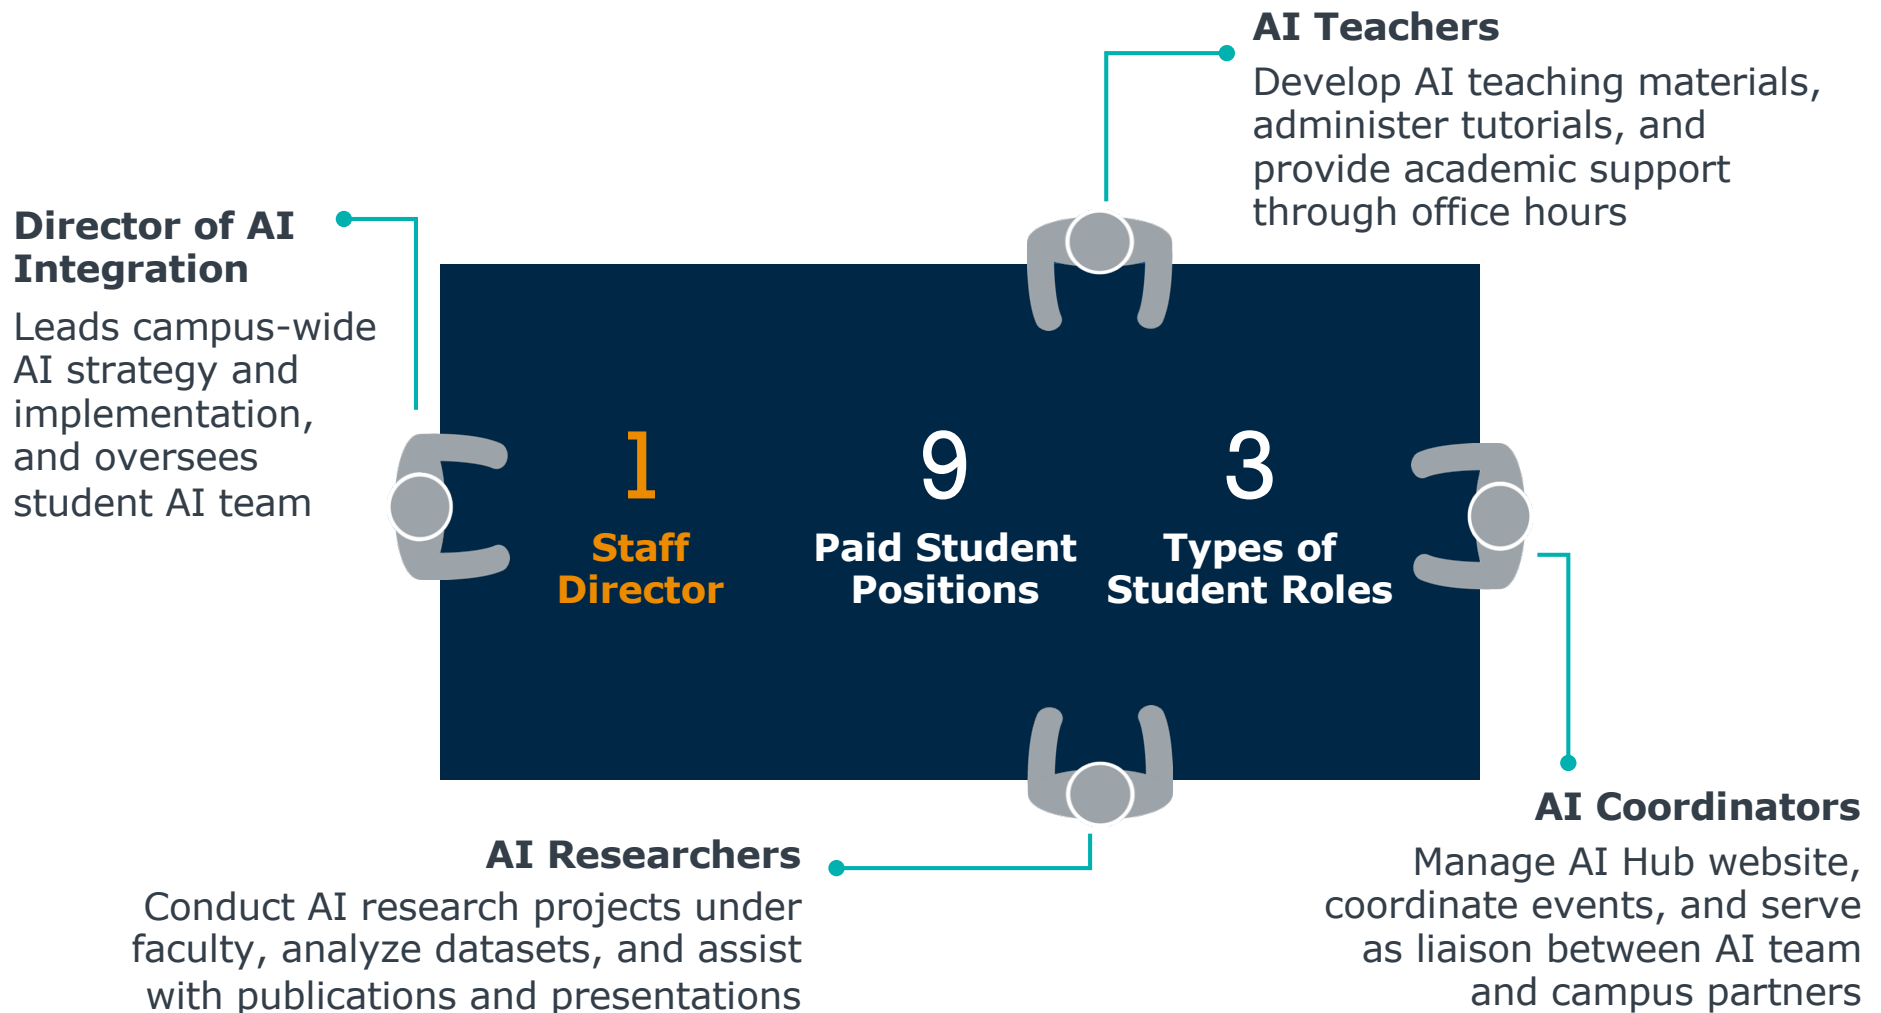 AI Teachers
Develop AI teaching materials,
administer tutorials, and
provide academic support
through office hours
Director of AI
Integration
Leads campus-wide
AI strategy and
implementation,
and oversees
student AI team
1
Staff
Director
9
Paid Student
Positions
3
Types of
Student Roles
AI Researchers
Conduct AI research projects under
faculty, analyze datasets, and assist
with publications and presentations
AI Coordinators
Manage AI Hub website,
coordinate events, and serve
as liaison between AI team
and campus partners